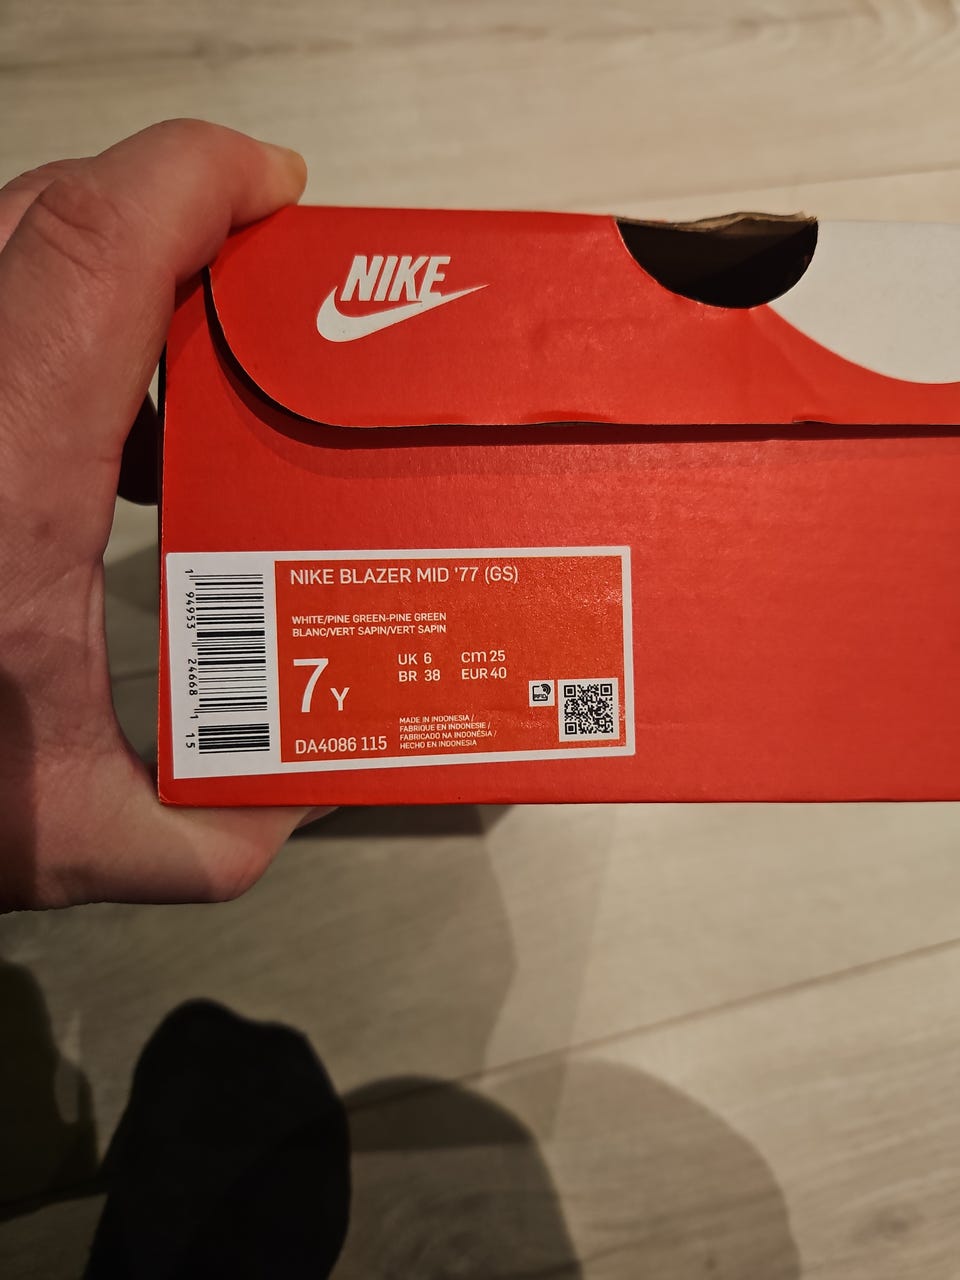 NIKE
NIKE BLAZER MID '77 (GS)
WHITE/PINE GREEN-PINE GREEN
BLANC/VERT SAPIN/VERT SAPIN
7Y
UK 6 cm 25
BR 38 EUR 40
DA4086 115
MADE IN INDONESIA /
FABRIQUE EN INDONESIE /
FABRICADO NA INDONÉSIA /
HECHO EN INDONESIA
RFID
1 94953 24668 1 15